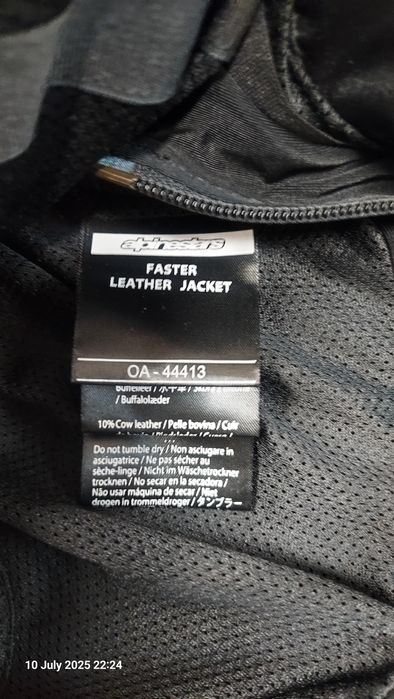 alpinestars
FASTER
LEATHER JACKET
OA - 44413
/ Buffalolæder
10% Cow leather / Pelle bovina / Cuir
Do not tumble dry / Non asciugare in
asciugatrice / Ne pas sécher au
sèche-linge / Nicht im Wäschetrockner
trocknen / No secar en la secadora /
Não usar máquina de secar / Niet
drogen in trommeldroger / タンブラー
10 July 2025 22:24